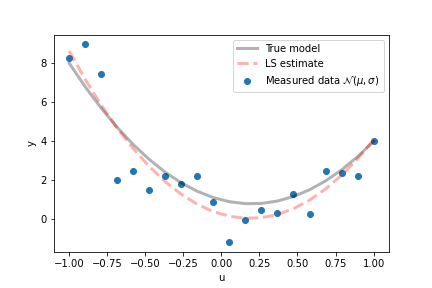 True model
LS estimate
Measured data 𝒩(μ, σ)
8
6
4
2
0
y
−1.00 −0.75 −0.50 −0.25 0.00 0.25 0.50 0.75 1.00
u